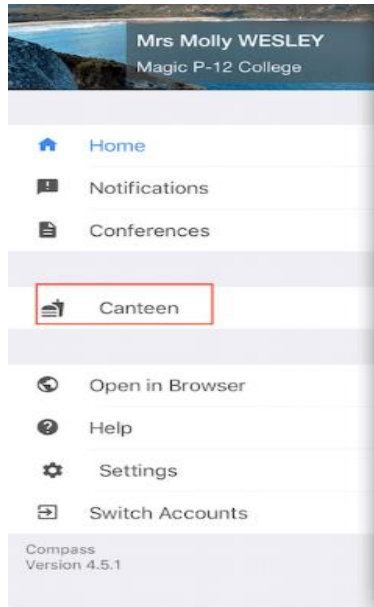 Mrs Molly WESLEY
Magic P-12 College
Home
Notifications
Conferences
Canteen
Open in Browser
Help
Settings
Switch Accounts
Compass
Version 4.5.1